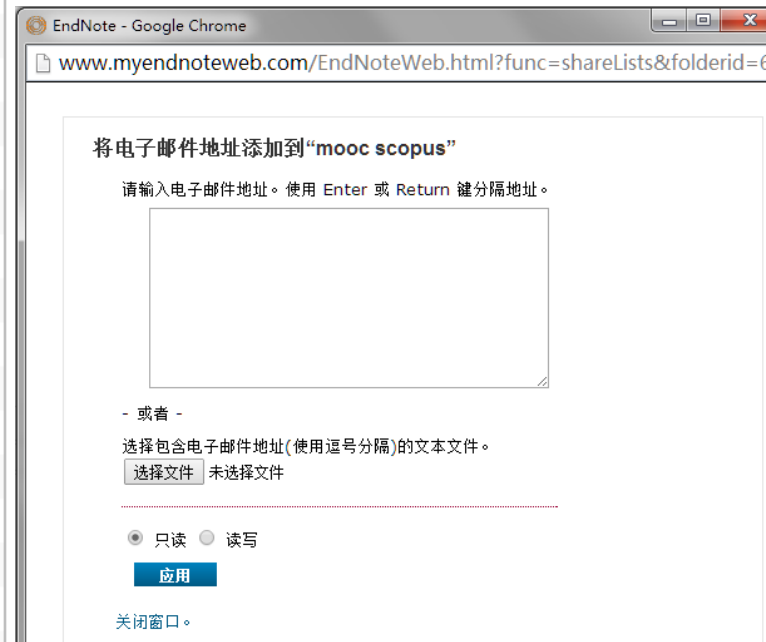 EndNote - Google Chrome
www.myendnoteweb.com/EndNoteWeb.html?func=shareLists&folderid=6
将电子邮件地址添加到“mooc scopus”
请输入电子邮件地址。使用 Enter 或 Return 键分隔地址。
- 或者 -
选择包含电子邮件地址(使用逗号分隔)的文本文件。
选择文件 未选择文件
只读 读写
应用
关闭窗口。